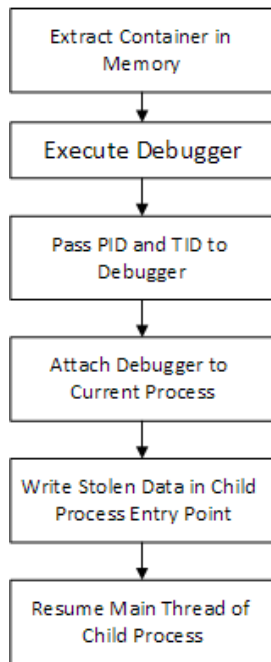 Extract Container in
Memory
Execute Debugger
Pass PID and TID to
Debugger
Attach Debugger to
Current Process
Write Stolen Data in Child
Process Entry Point
Resume Main Thread of
Child Process